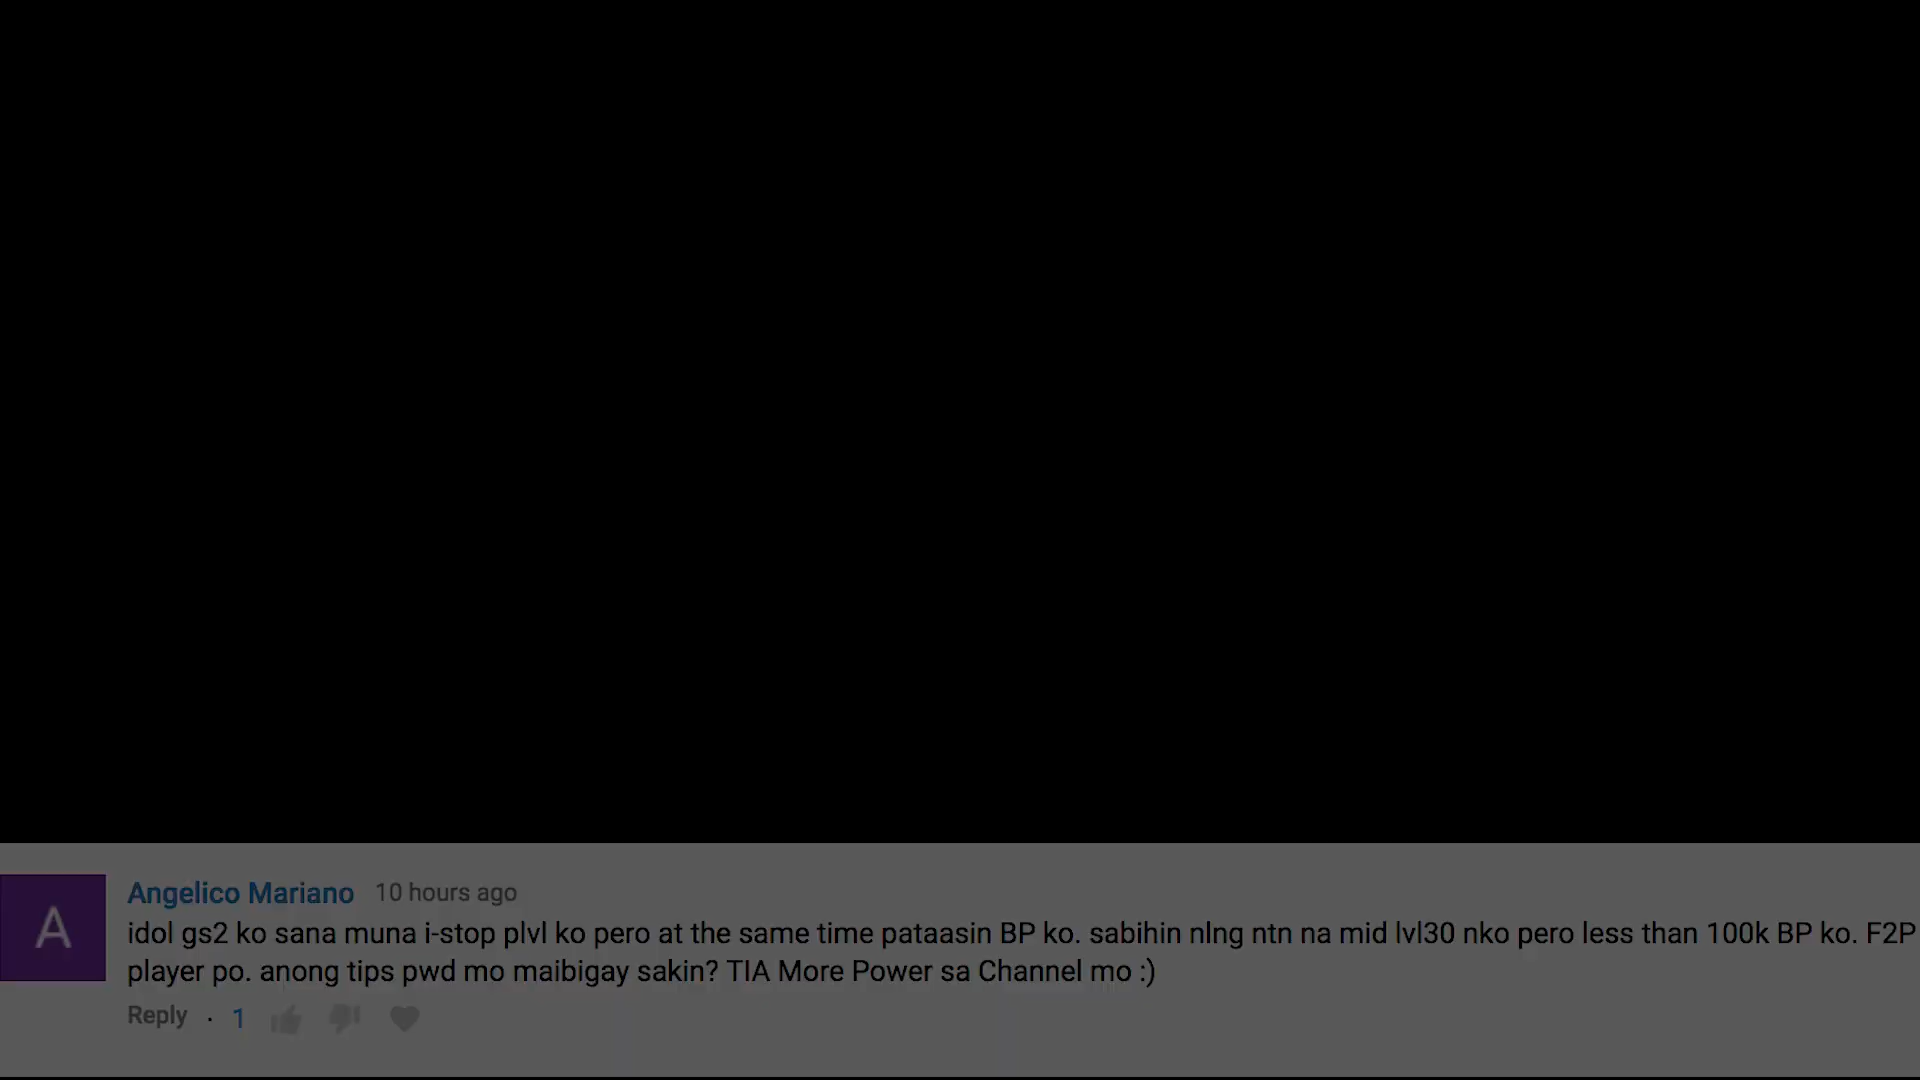 A
Angelico Mariano 10 hours ago
idol gs2 ko sana muna i-stop plvl ko pero at the same time pataasin BP ko. sabihin nlng ntn na mid lvl30 nko pero less than 100k BP ko. F2P
player po. anong tips pwd mo maibigay sakin? TIA More Power sa Channel mo :)
Reply · 1